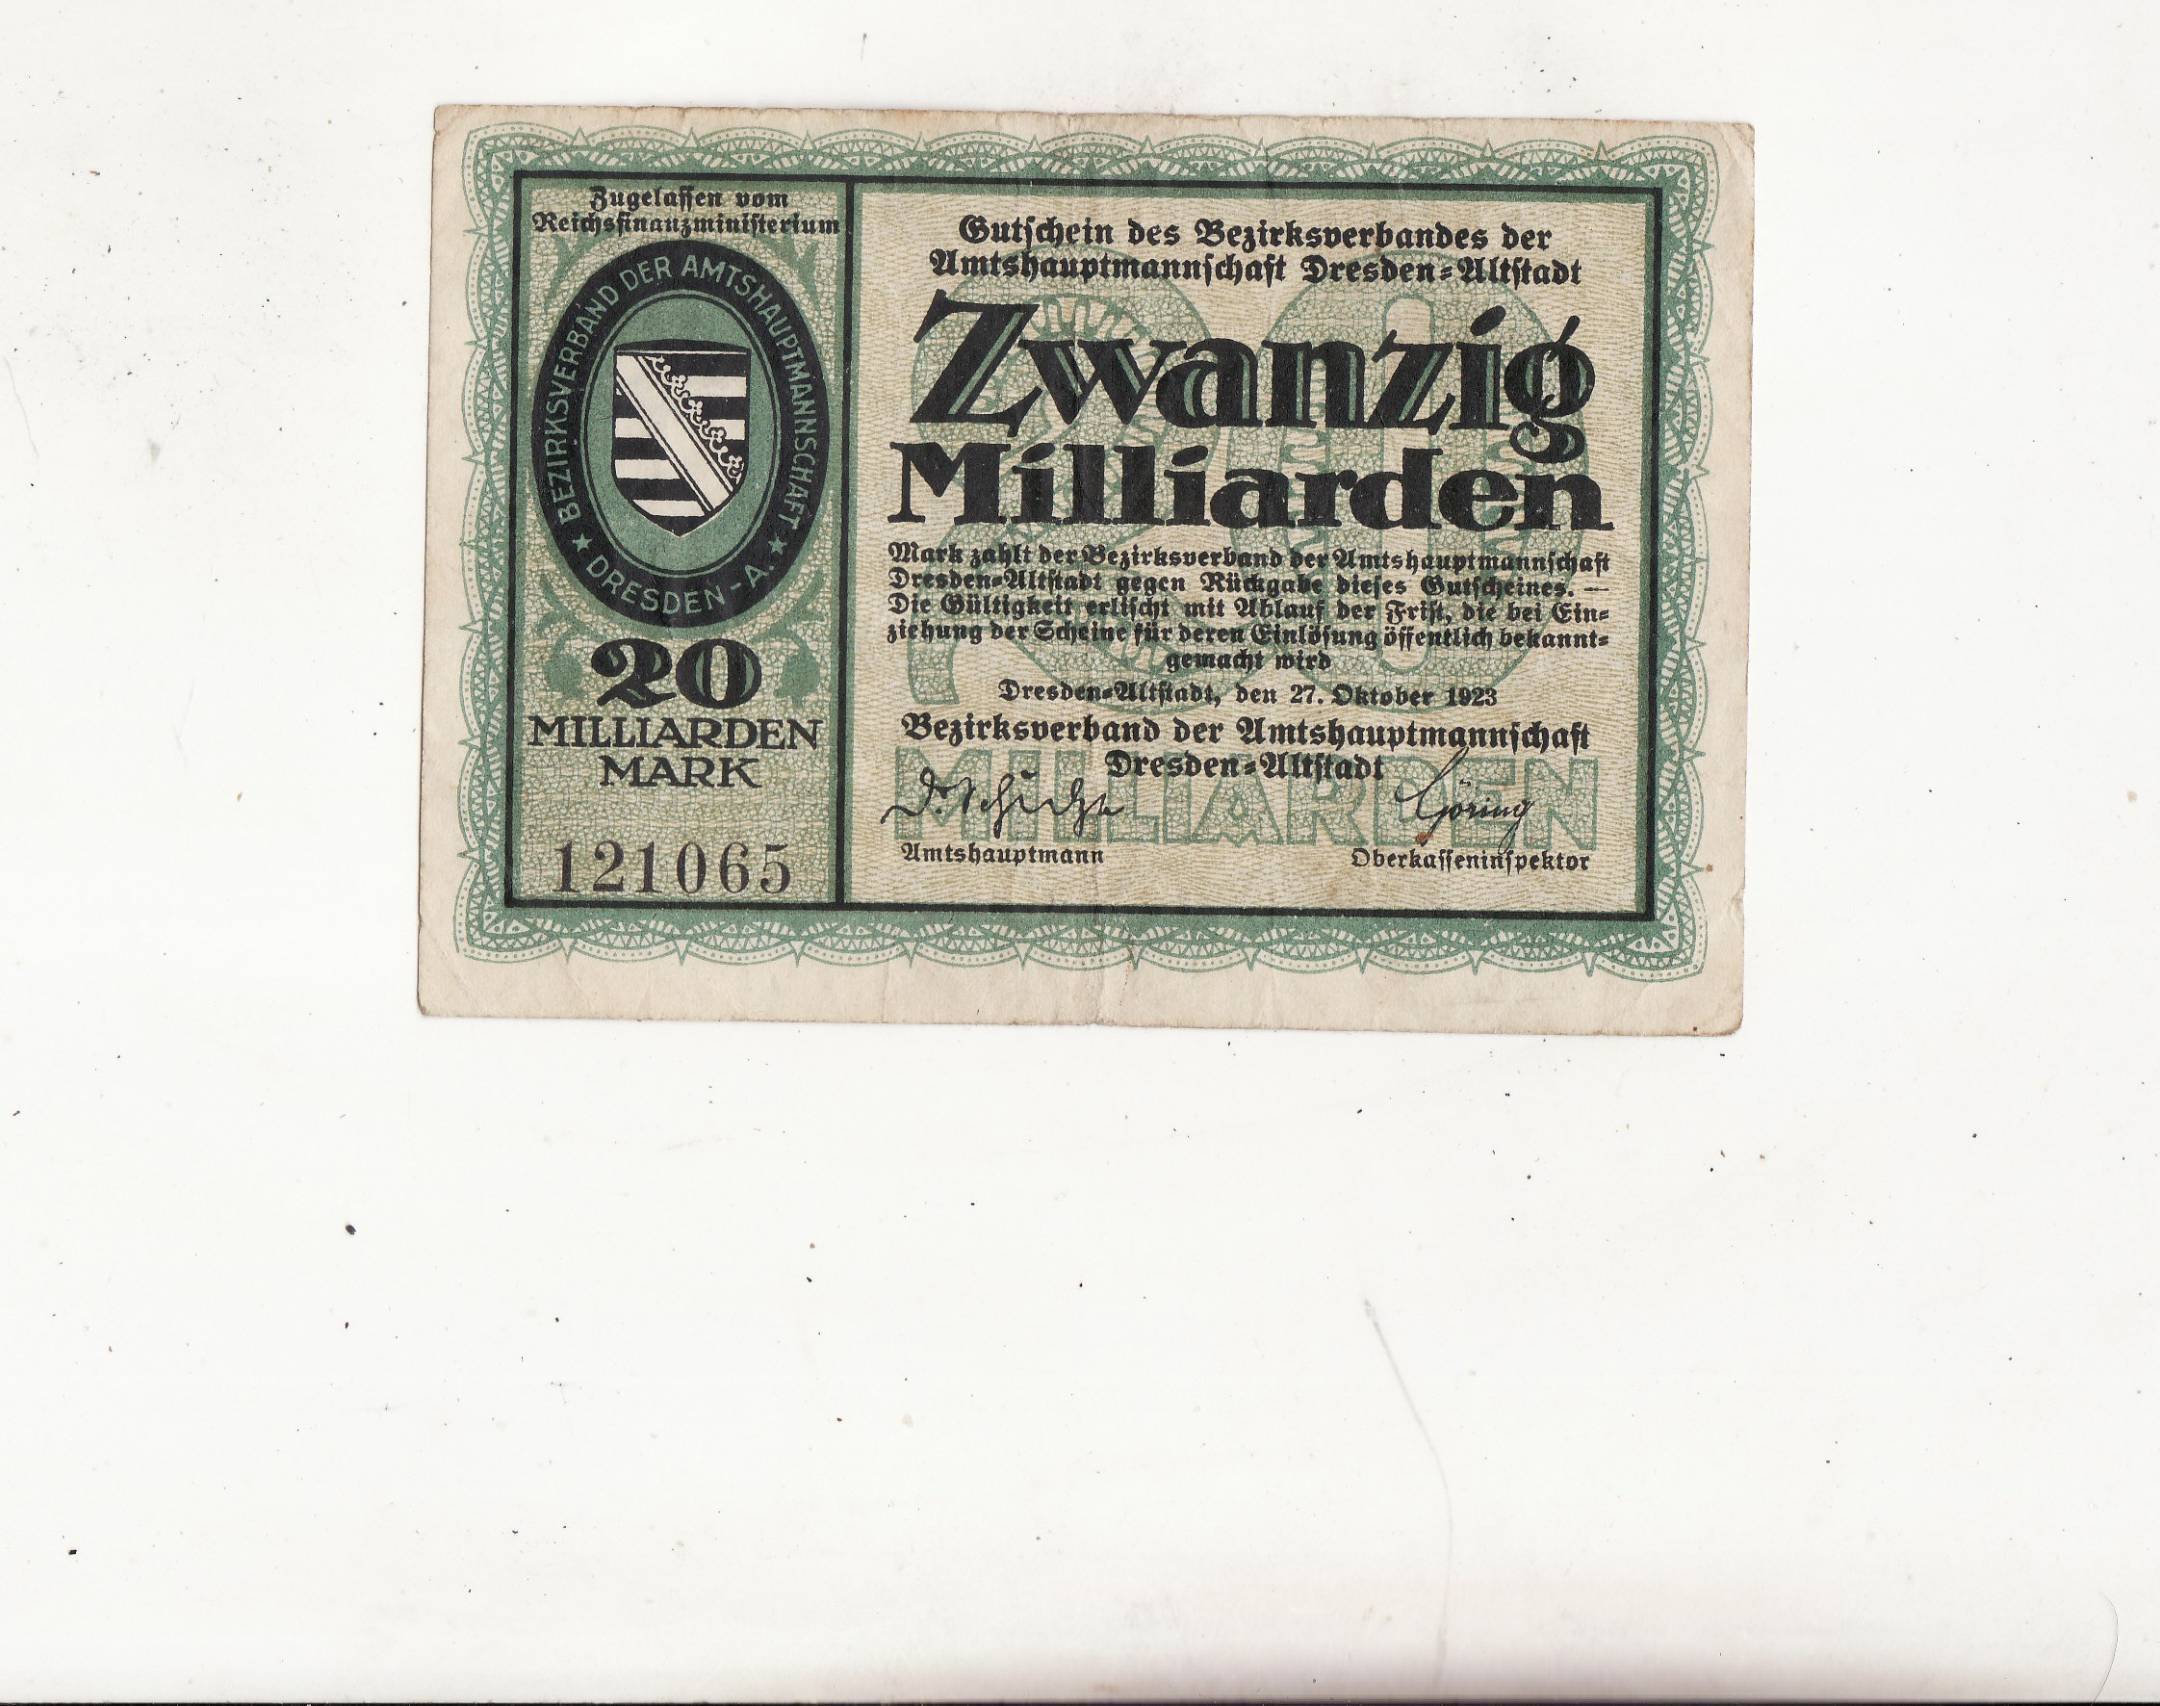 Zugelassen vom
Reichsfinanzministerium
BEZIRKSVERBAND DER AMTSHAUPTMANNSCHAFT
★ DRESDEN-A. ★
20
MILLIARDEN
MARK
121065
Gutschein des Bezirksverbandes der
Amtshauptmannschaft Dresden=Altstadt
Zwanzig
Milliarden
Mark zahlt der Bezirksverband der Amtshauptmannschaft
Dresden=Altstadt gegen Rückgabe dieses Gutscheines. —
Die Gültigkeit erlischt mit Ablauf der Frist, die bei Ein=
ziehung der Scheine für deren Einlösung öffentlich bekannt=
gemacht wird
Dresden=Altstadt, den 27. Oktober 1923
Bezirksverband der Amtshauptmannschaft
Dresden=Altstadt
20
MILLIARDEN
Göring
Amtshauptmann
Oberkasseninspektor